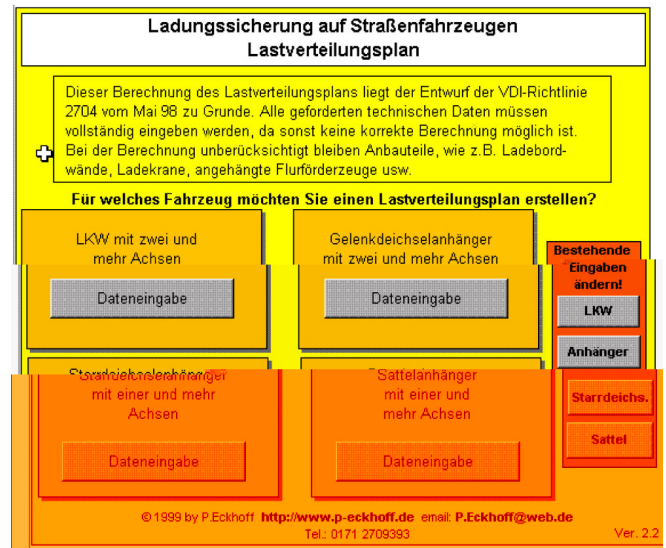 Ladungssicherung auf Straßenfahrzeugen
Lastverteilungsplan
Dieser Berechnung des Lastverteilungsplans liegt der Entwurf der VDI-Richtlinie
2704 vom Mai 98 zu Grunde. Alle geforderten technischen Daten müssen
vollständig eingeben werden, da sonst keine korrekte Berechnung möglich ist.
Bei der Berechnung unberücksichtigt bleiben Anbauteile, wie z.B. Ladebord-
wände, Ladekrane, angehängte Flurförderzeuge usw.
Für welches Fahrzeug möchten Sie einen Lastverteilungsplan erstellen?
LKW mit zwei und
mehr Achsen
Dateneingabe
Gelenkdeichselanhänger
mit zwei und mehr Achsen
Dateneingabe
Bestehende
Eingaben
ändern!
LKW
Anhänger
Starrdeichs.
Sattel
Starrdeichselanhänger
mit einer und mehr
Achsen
Dateneingabe
Sattelanhänger
mit einer und
mehr Achsen
Dateneingabe
© 1999 by P.Eckhoff http://www.p-eckhoff.de email: P.Eckhoff@web.de
Tel.: 0171 2709393
Ver. 2.2